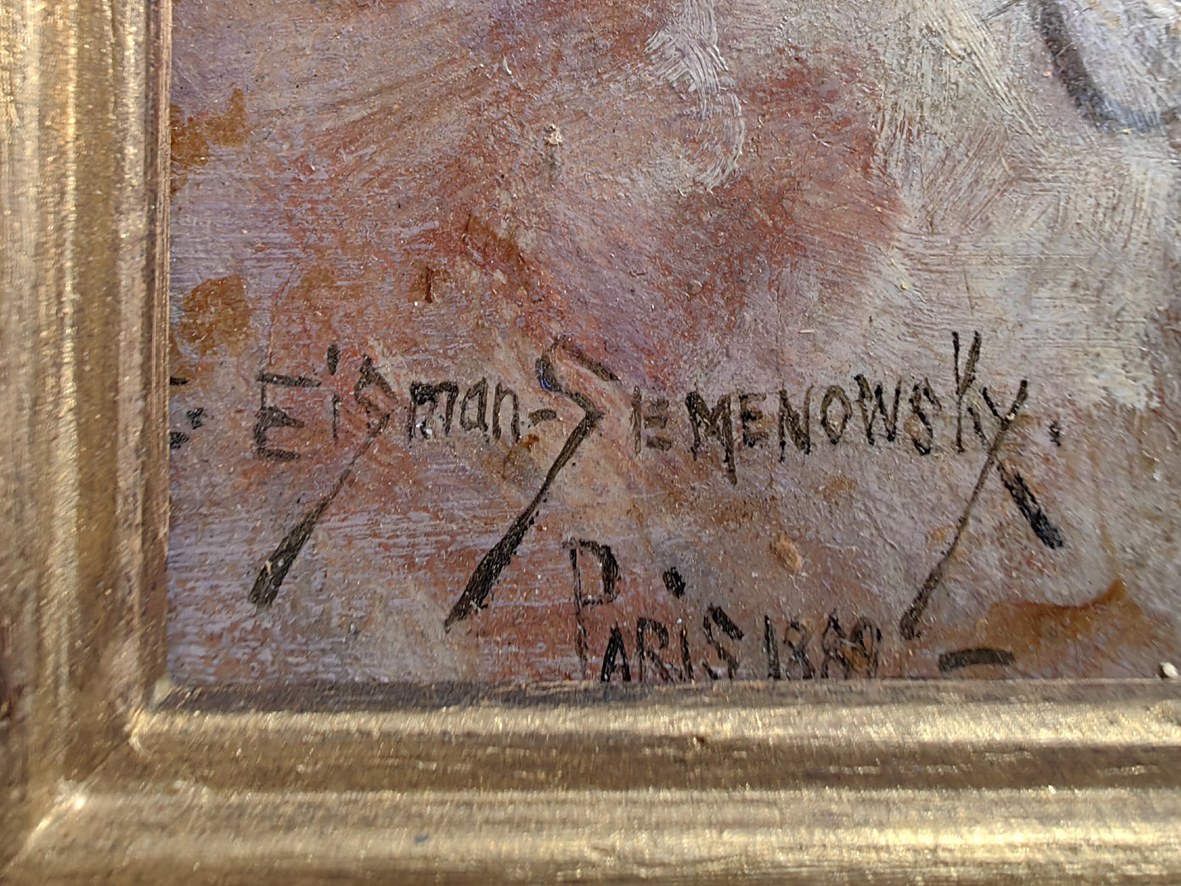 : Eisman-SEMENOWSKY.
PARIS 1889 -